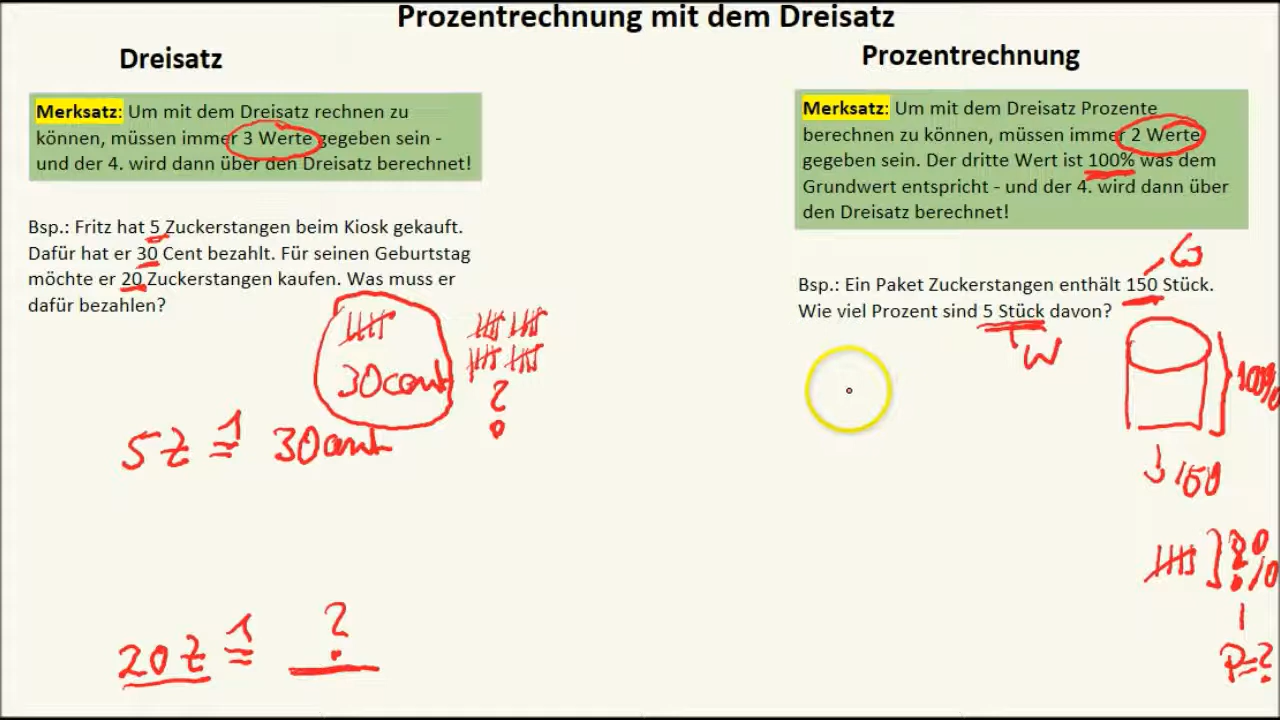 Prozentrechnung mit dem Dreisatz
Dreisatz
Merksatz: Um mit dem Dreisatz rechnen zu
können, müssen immer 3 Werte gegeben sein -
und der 4. wird dann über den Dreisatz berechnet!
Bsp.: Fritz hat 5 Zuckerstangen beim Kiosk gekauft.
Dafür hat er 30 Cent bezahlt. Für seinen Geburtstag
möchte er 20 Zuckerstangen kaufen. Was muss er
dafür bezahlen?
30cent
?
5 Z ≙ 30cent
20 Z ≙ ?
Prozentrechnung
Merksatz: Um mit dem Dreisatz Prozente
berechnen zu können, müssen immer 2 Werte
gegeben sein. Der dritte Wert ist 100% was dem
Grundwert entspricht - und der 4. wird dann über
den Dreisatz berechnet!
G
Bsp.: Ein Paket Zuckerstangen enthält 150 Stück.
Wie viel Prozent sind 5 Stück davon?
W
100%
150
? %
P=?